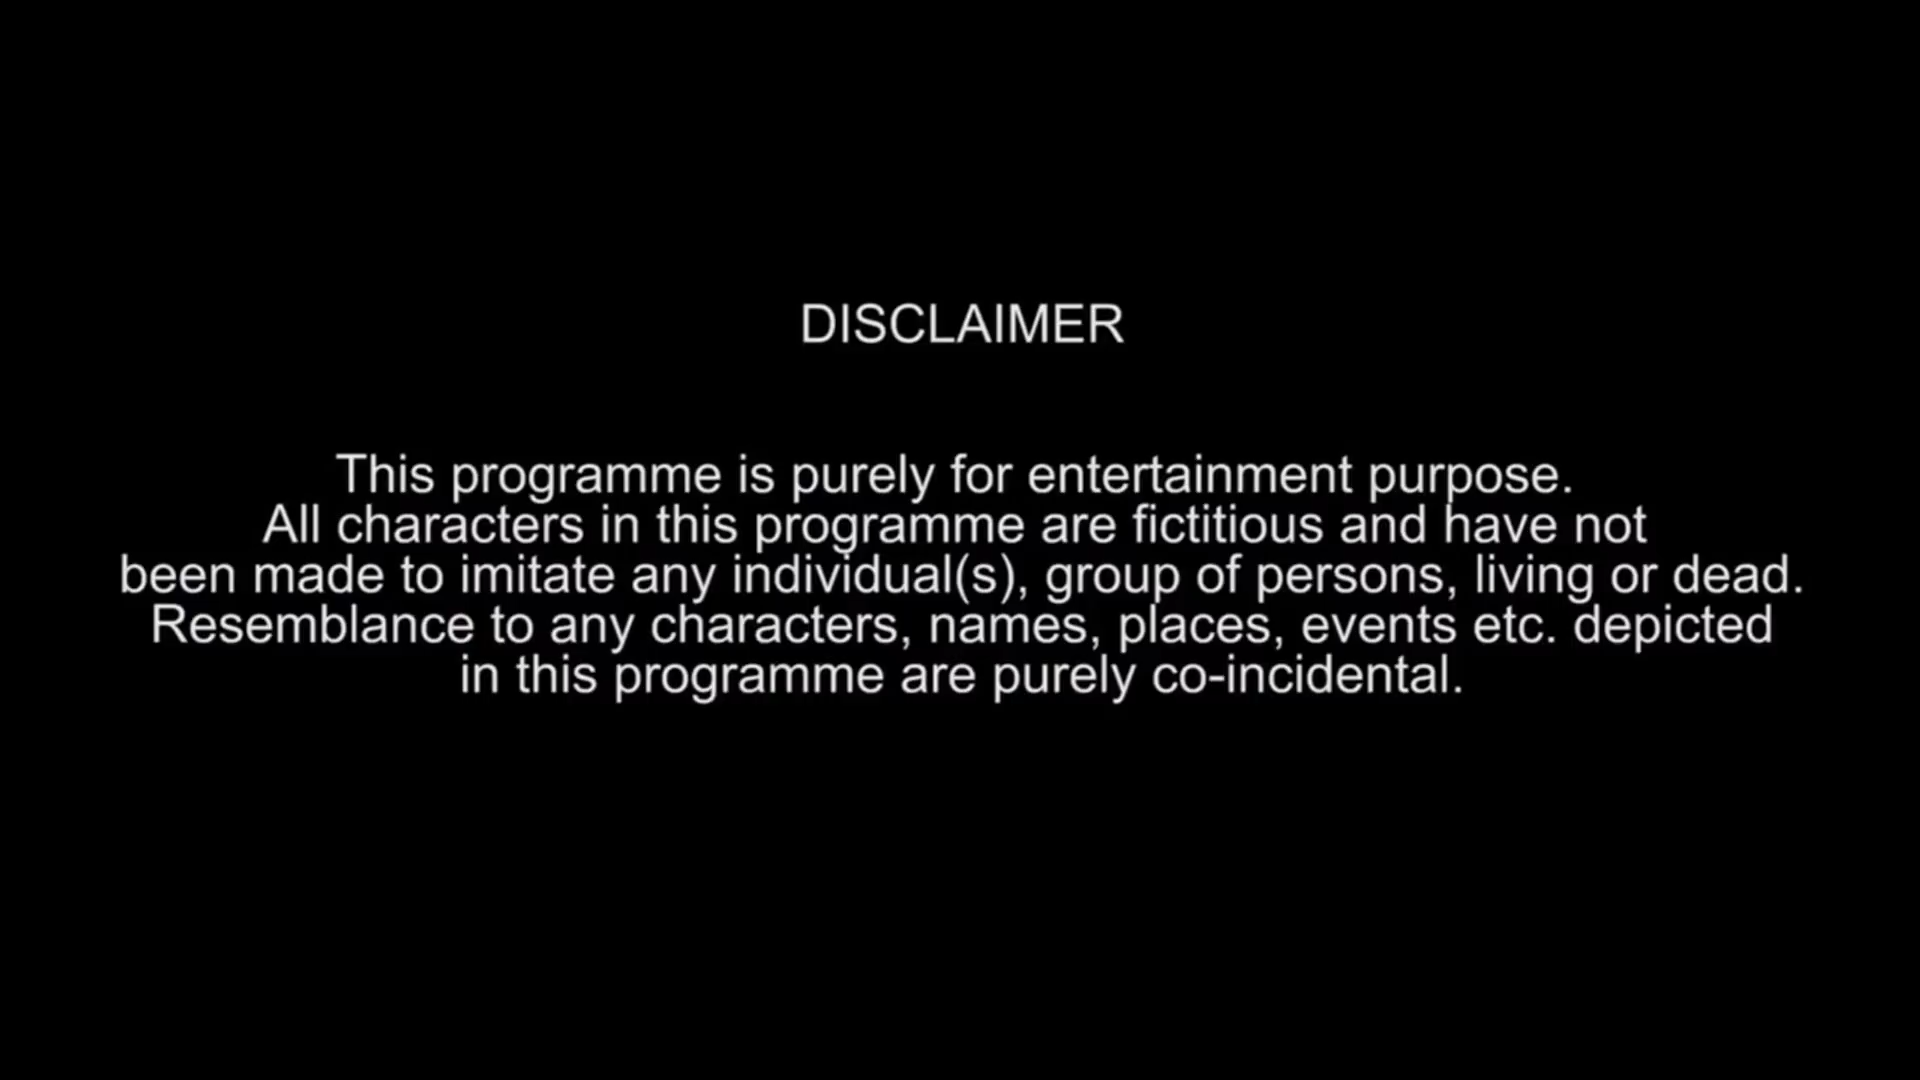 DISCLAIMER
This programme is purely for entertainment purpose.
All characters in this programme are fictitious and have not
been made to imitate any individual(s), group of persons, living or dead.
Resemblance to any characters, names, places, events etc. depicted
in this programme are purely co-incidental.